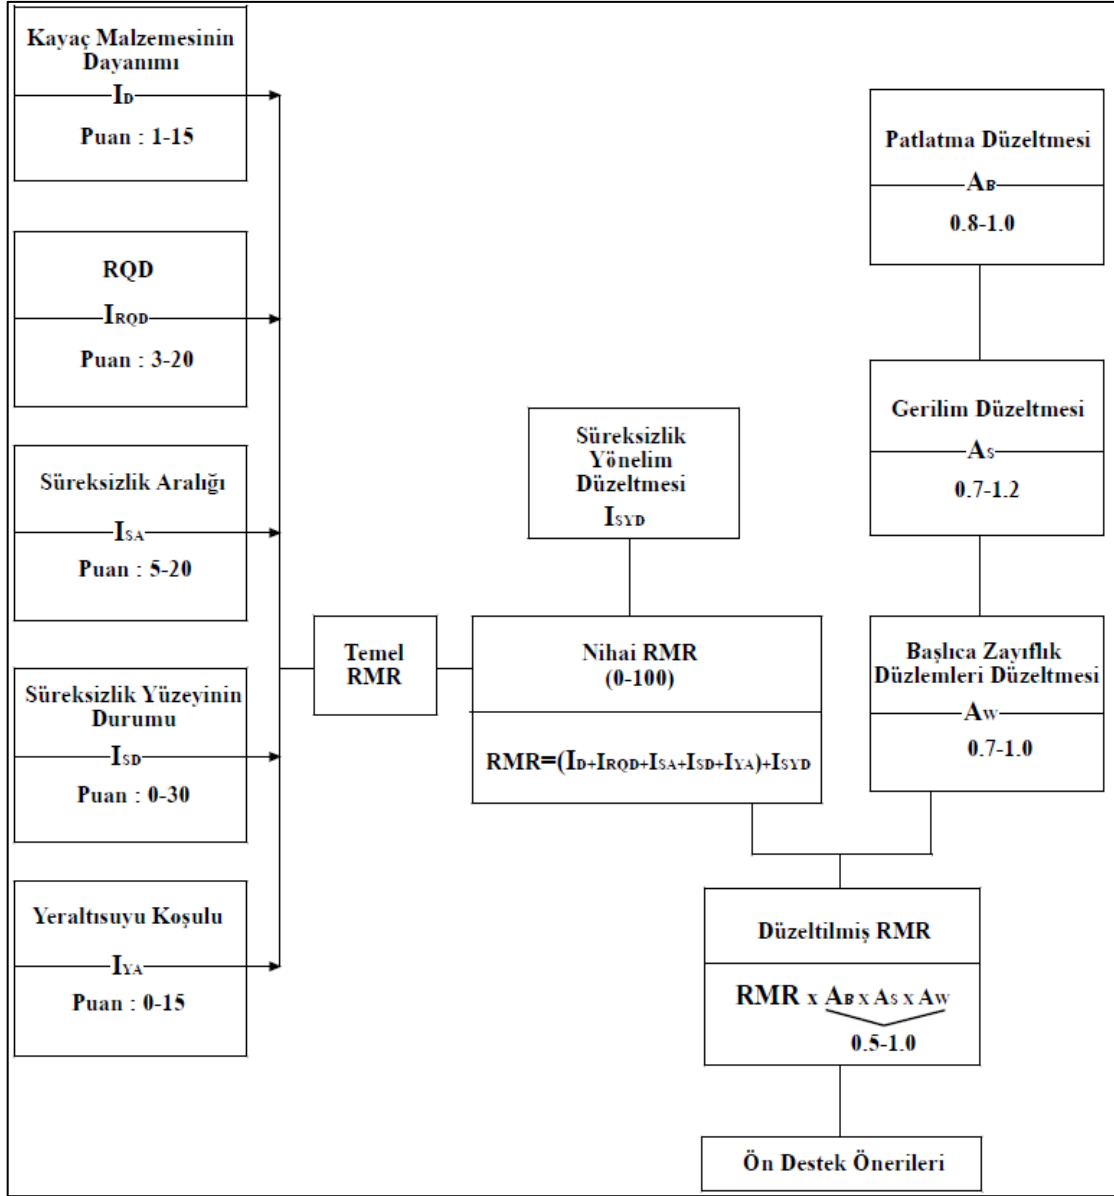 Kayaç Malzemesinin
Dayanımı
ID
Puan : 1-15
RQD
IRQD
Puan : 3-20
Süreksizlik Aralığı
ISA
Puan : 5-20
Süreksizlik Yüzeyinin
Durumu
ISD
Puan : 0-30
Yeraltısuyu Koşulu
IYA
Puan : 0-15
Temel
RMR
Süreksizlik
Yönelim
Düzeltmesi
ISYD
Nihai RMR
(0-100)
RMR=(ID+IRQD+ISA+ISD+IYA)+ISYD
Patlatma Düzeltmesi
AB
0.8-1.0
Gerilim Düzeltmesi
AS
0.7-1.2
Başlıca Zayıflık
Düzlemleri Düzeltmesi
AW
0.7-1.0
Düzeltilmiş RMR
RMR x AB x AS x AW
0.5-1.0
Ön Destek Önerileri